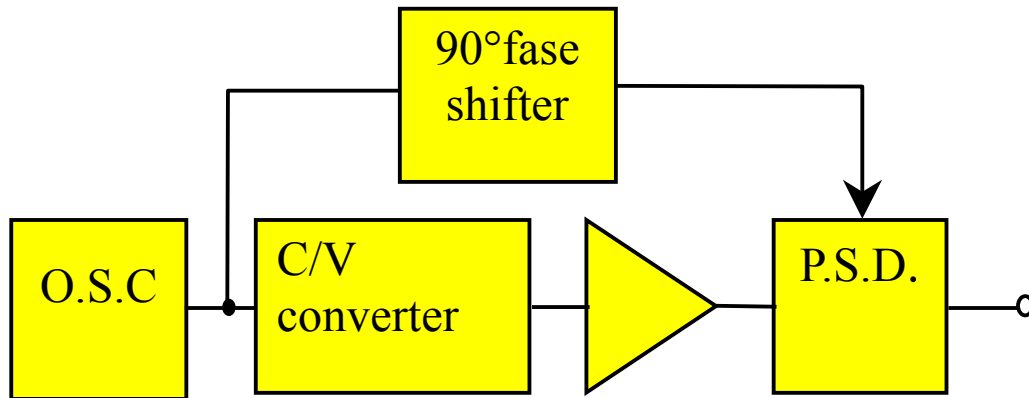 90°fase
shifter
O.S.C
C/V
converter
P.S.D.